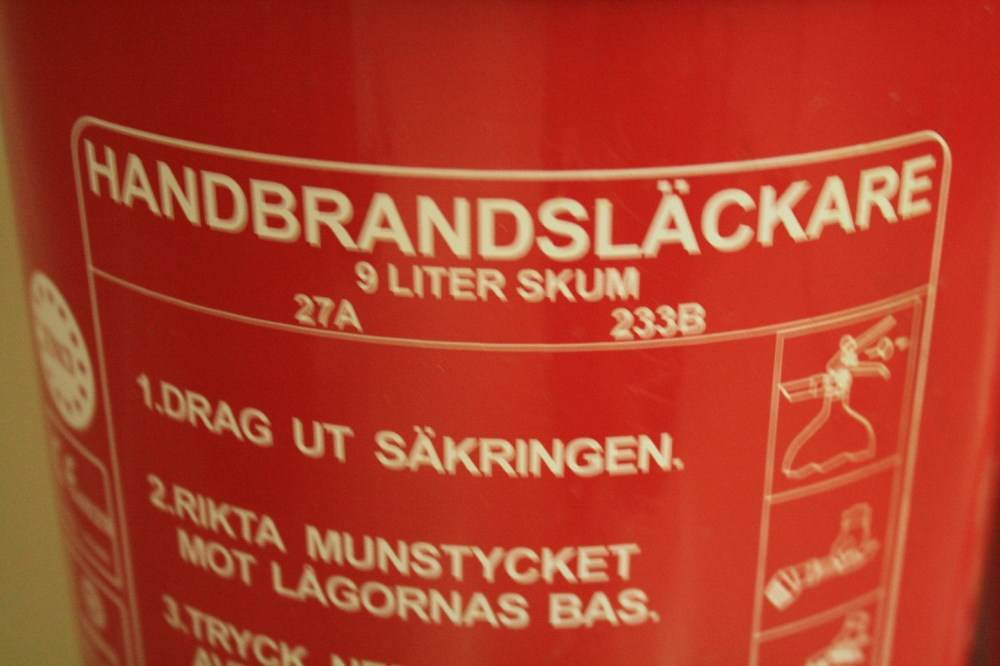 HANDBRANDSLÄCKARE
9 LITER SKUM
27A 233B
1.DRAG UT SÄKRINGEN.
2.RIKTA MUNSTYCKET
MOT LÅGORNAS BAS.
3.TRYCK